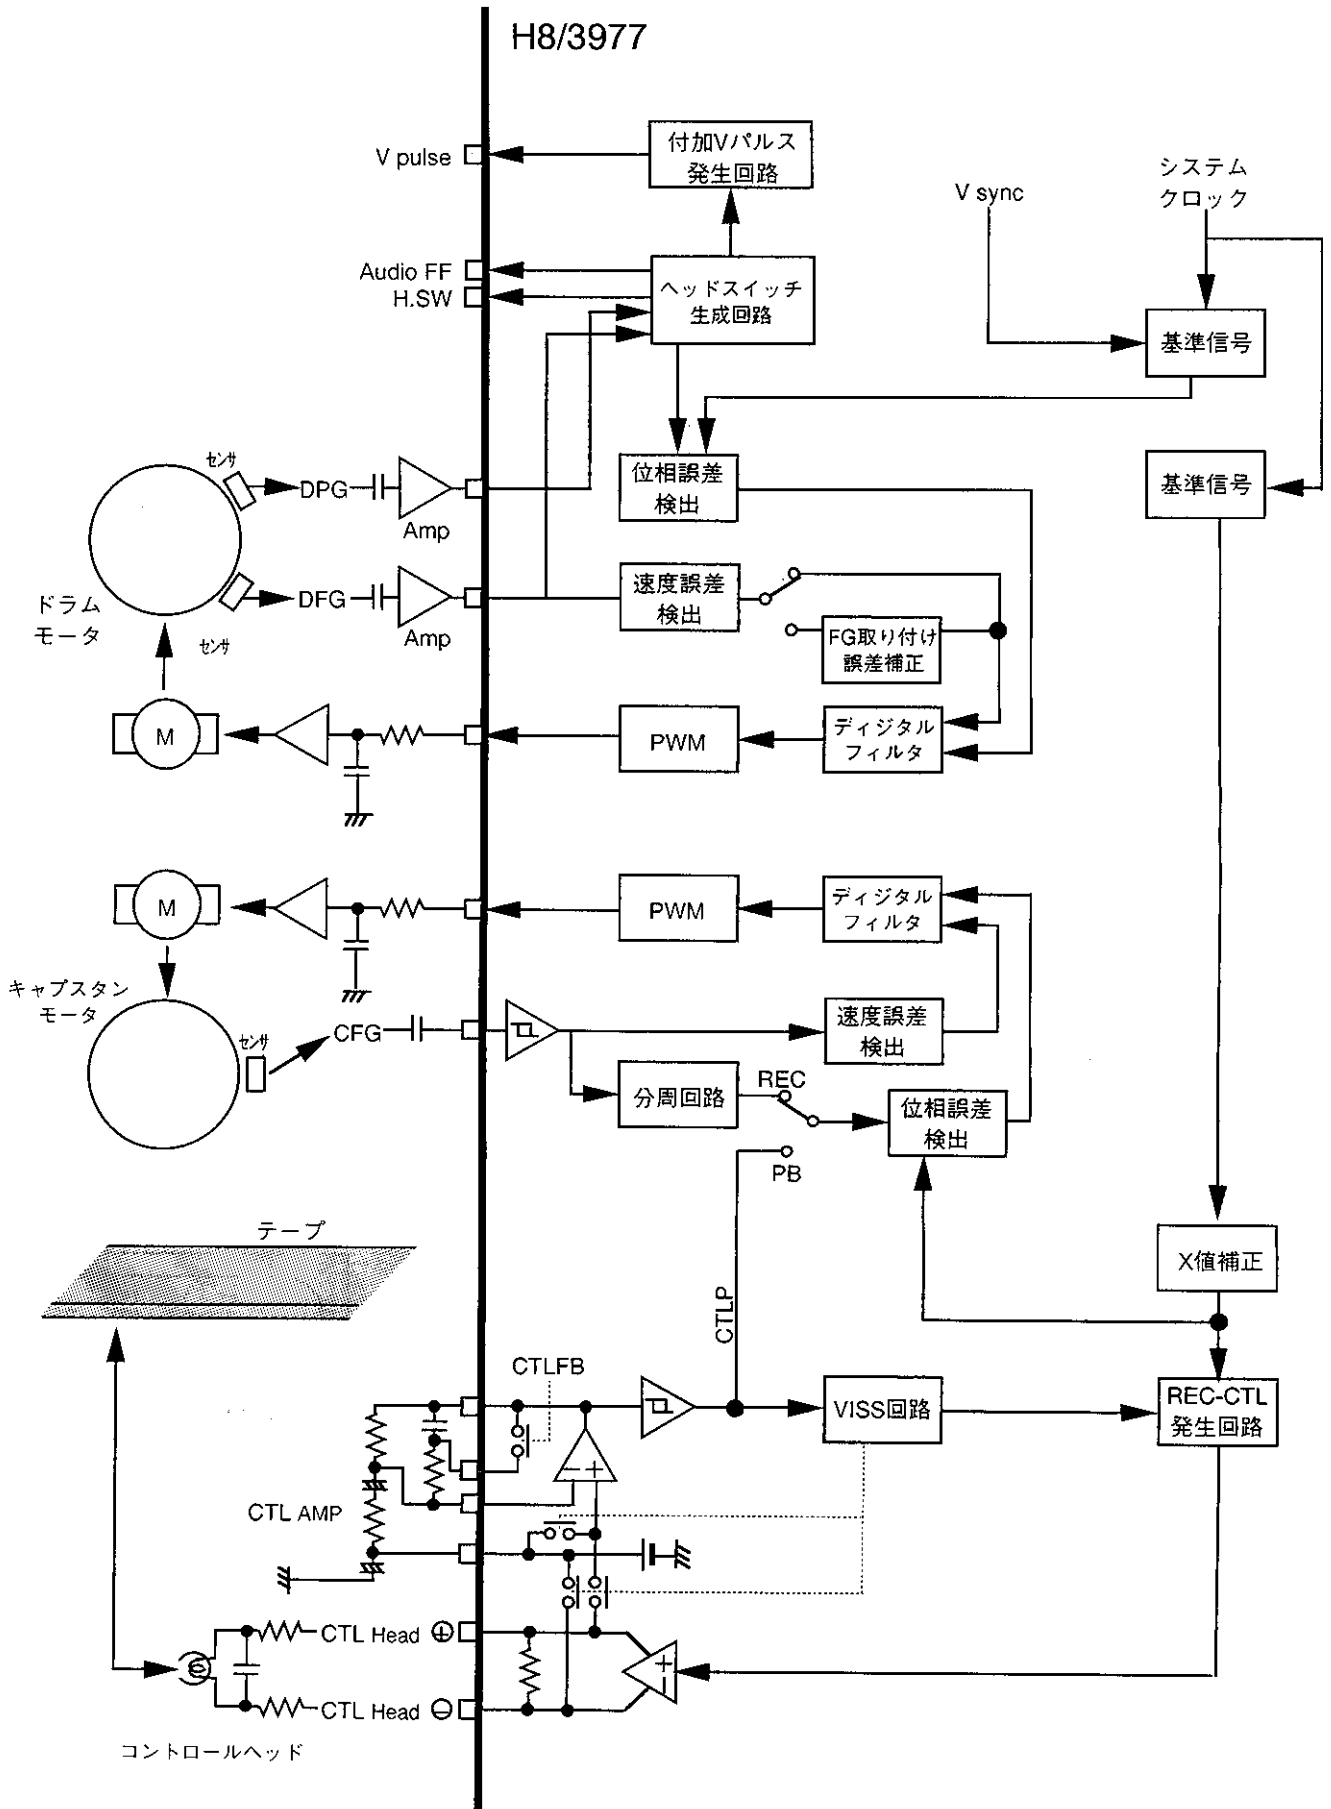 H8/3977
V pulse
付加Vパルス
発生回路
V sync
システム
クロック
Audio FF
H.SW
ヘッドスイッチ
生成回路
基準信号
センサ
DPG
Amp
位相誤差
検出
基準信号
ドラム
モータ
センサ
DFG
Amp
速度誤差
検出
FG取り付け
誤差補正
M
PWM
ディジタル
フィルタ
M
PWM
ディジタル
フィルタ
キャプスタン
モータ
センサ
CFG
速度誤差
検出
分周回路
REC
PB
位相誤差
検出
テープ
X値補正
CTLP
CTLFB
VISS回路
REC-CTL
発生回路
− +
CTL AMP
CTL Head ⊕
+
−
CTL Head ⊖
コントロールヘッド